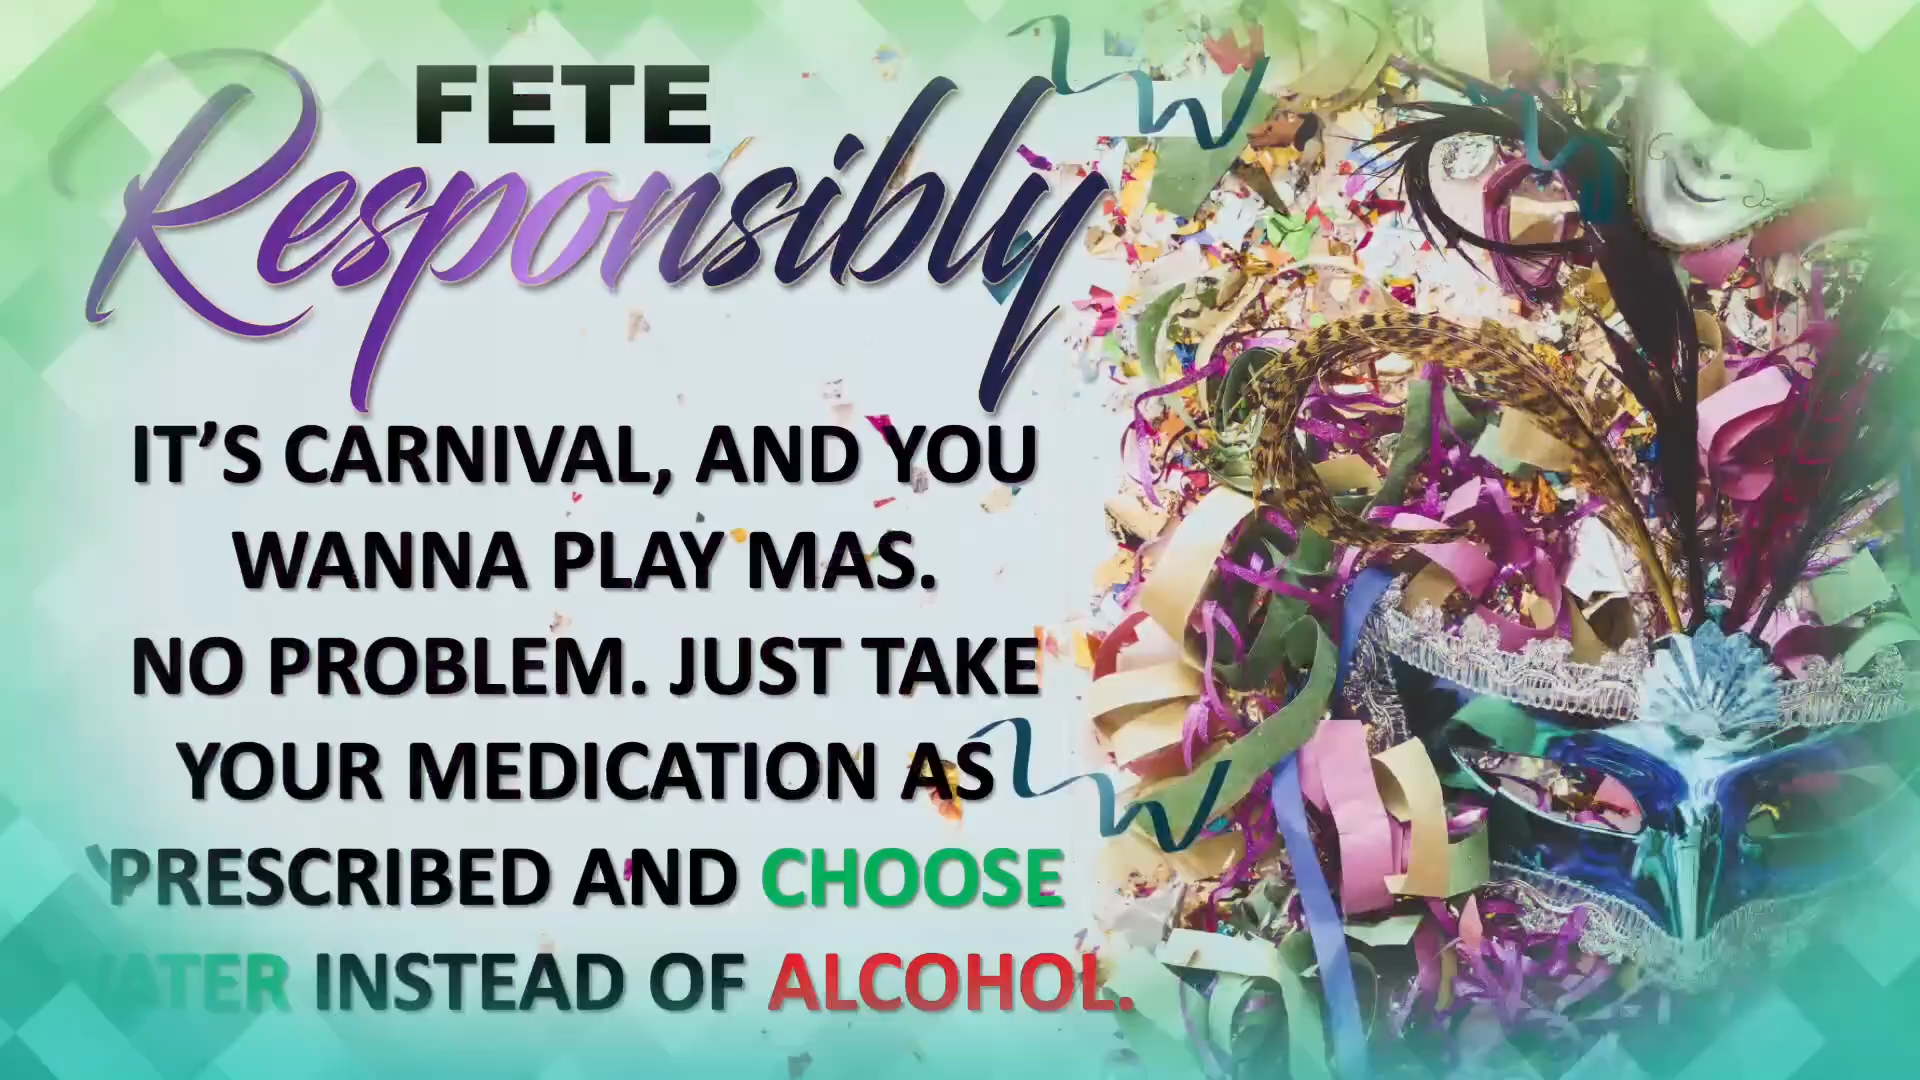 FETE
Responsibly
IT’S CARNIVAL, AND YOU
WANNA PLAY MAS.
NO PROBLEM. JUST TAKE
YOUR MEDICATION AS
PRESCRIBED AND CHOOSE
WATER INSTEAD OF ALCOHOL.